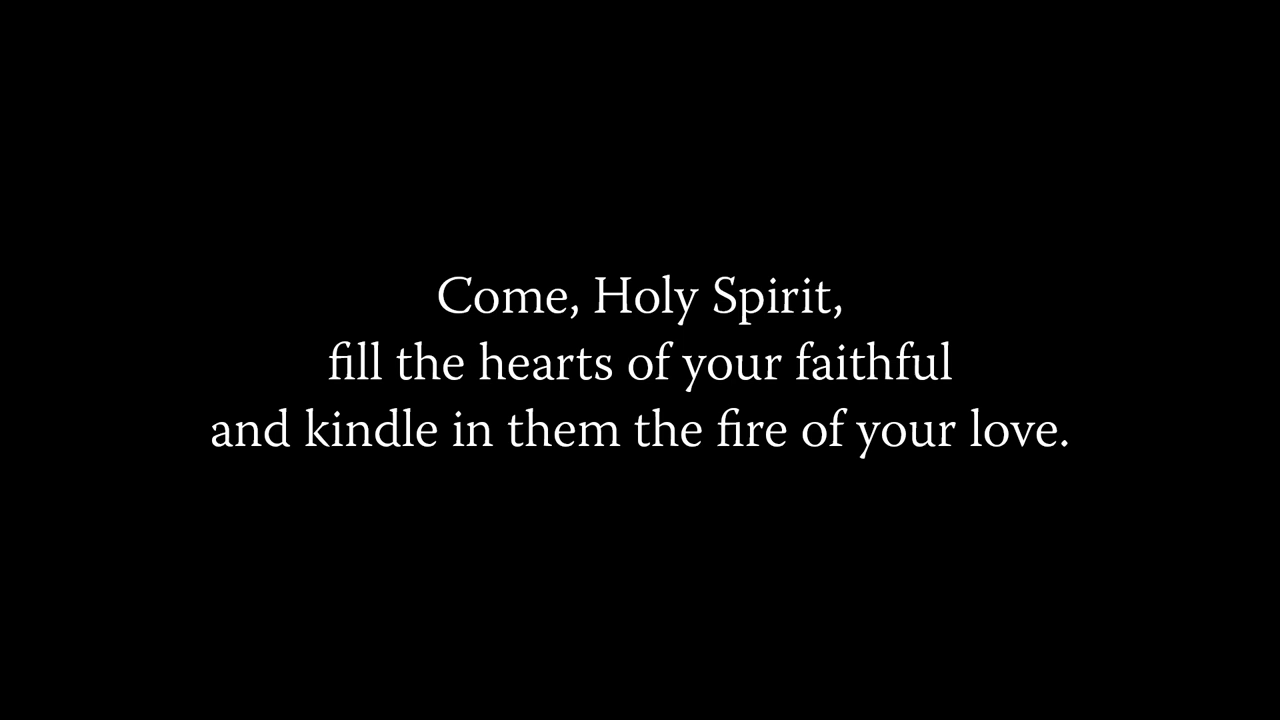 Come, Holy Spirit,
fill the hearts of your faithful
and kindle in them the fire of your love.